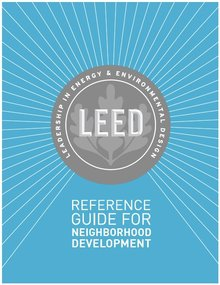 LEADERSHIP IN ENERGY & ENVIRONMENTAL DESIGN
LEED
REFERENCE
GUIDE FOR
NEIGHBORHOOD
DEVELOPMENT